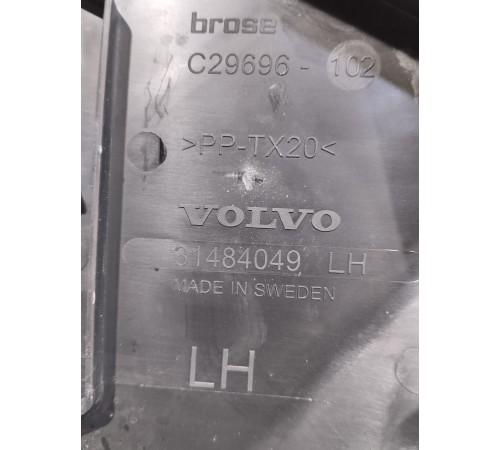 brose
C29696-102
>PP-TX20<
VOLVO
31484049 LH
MADE IN SWEDEN
LH